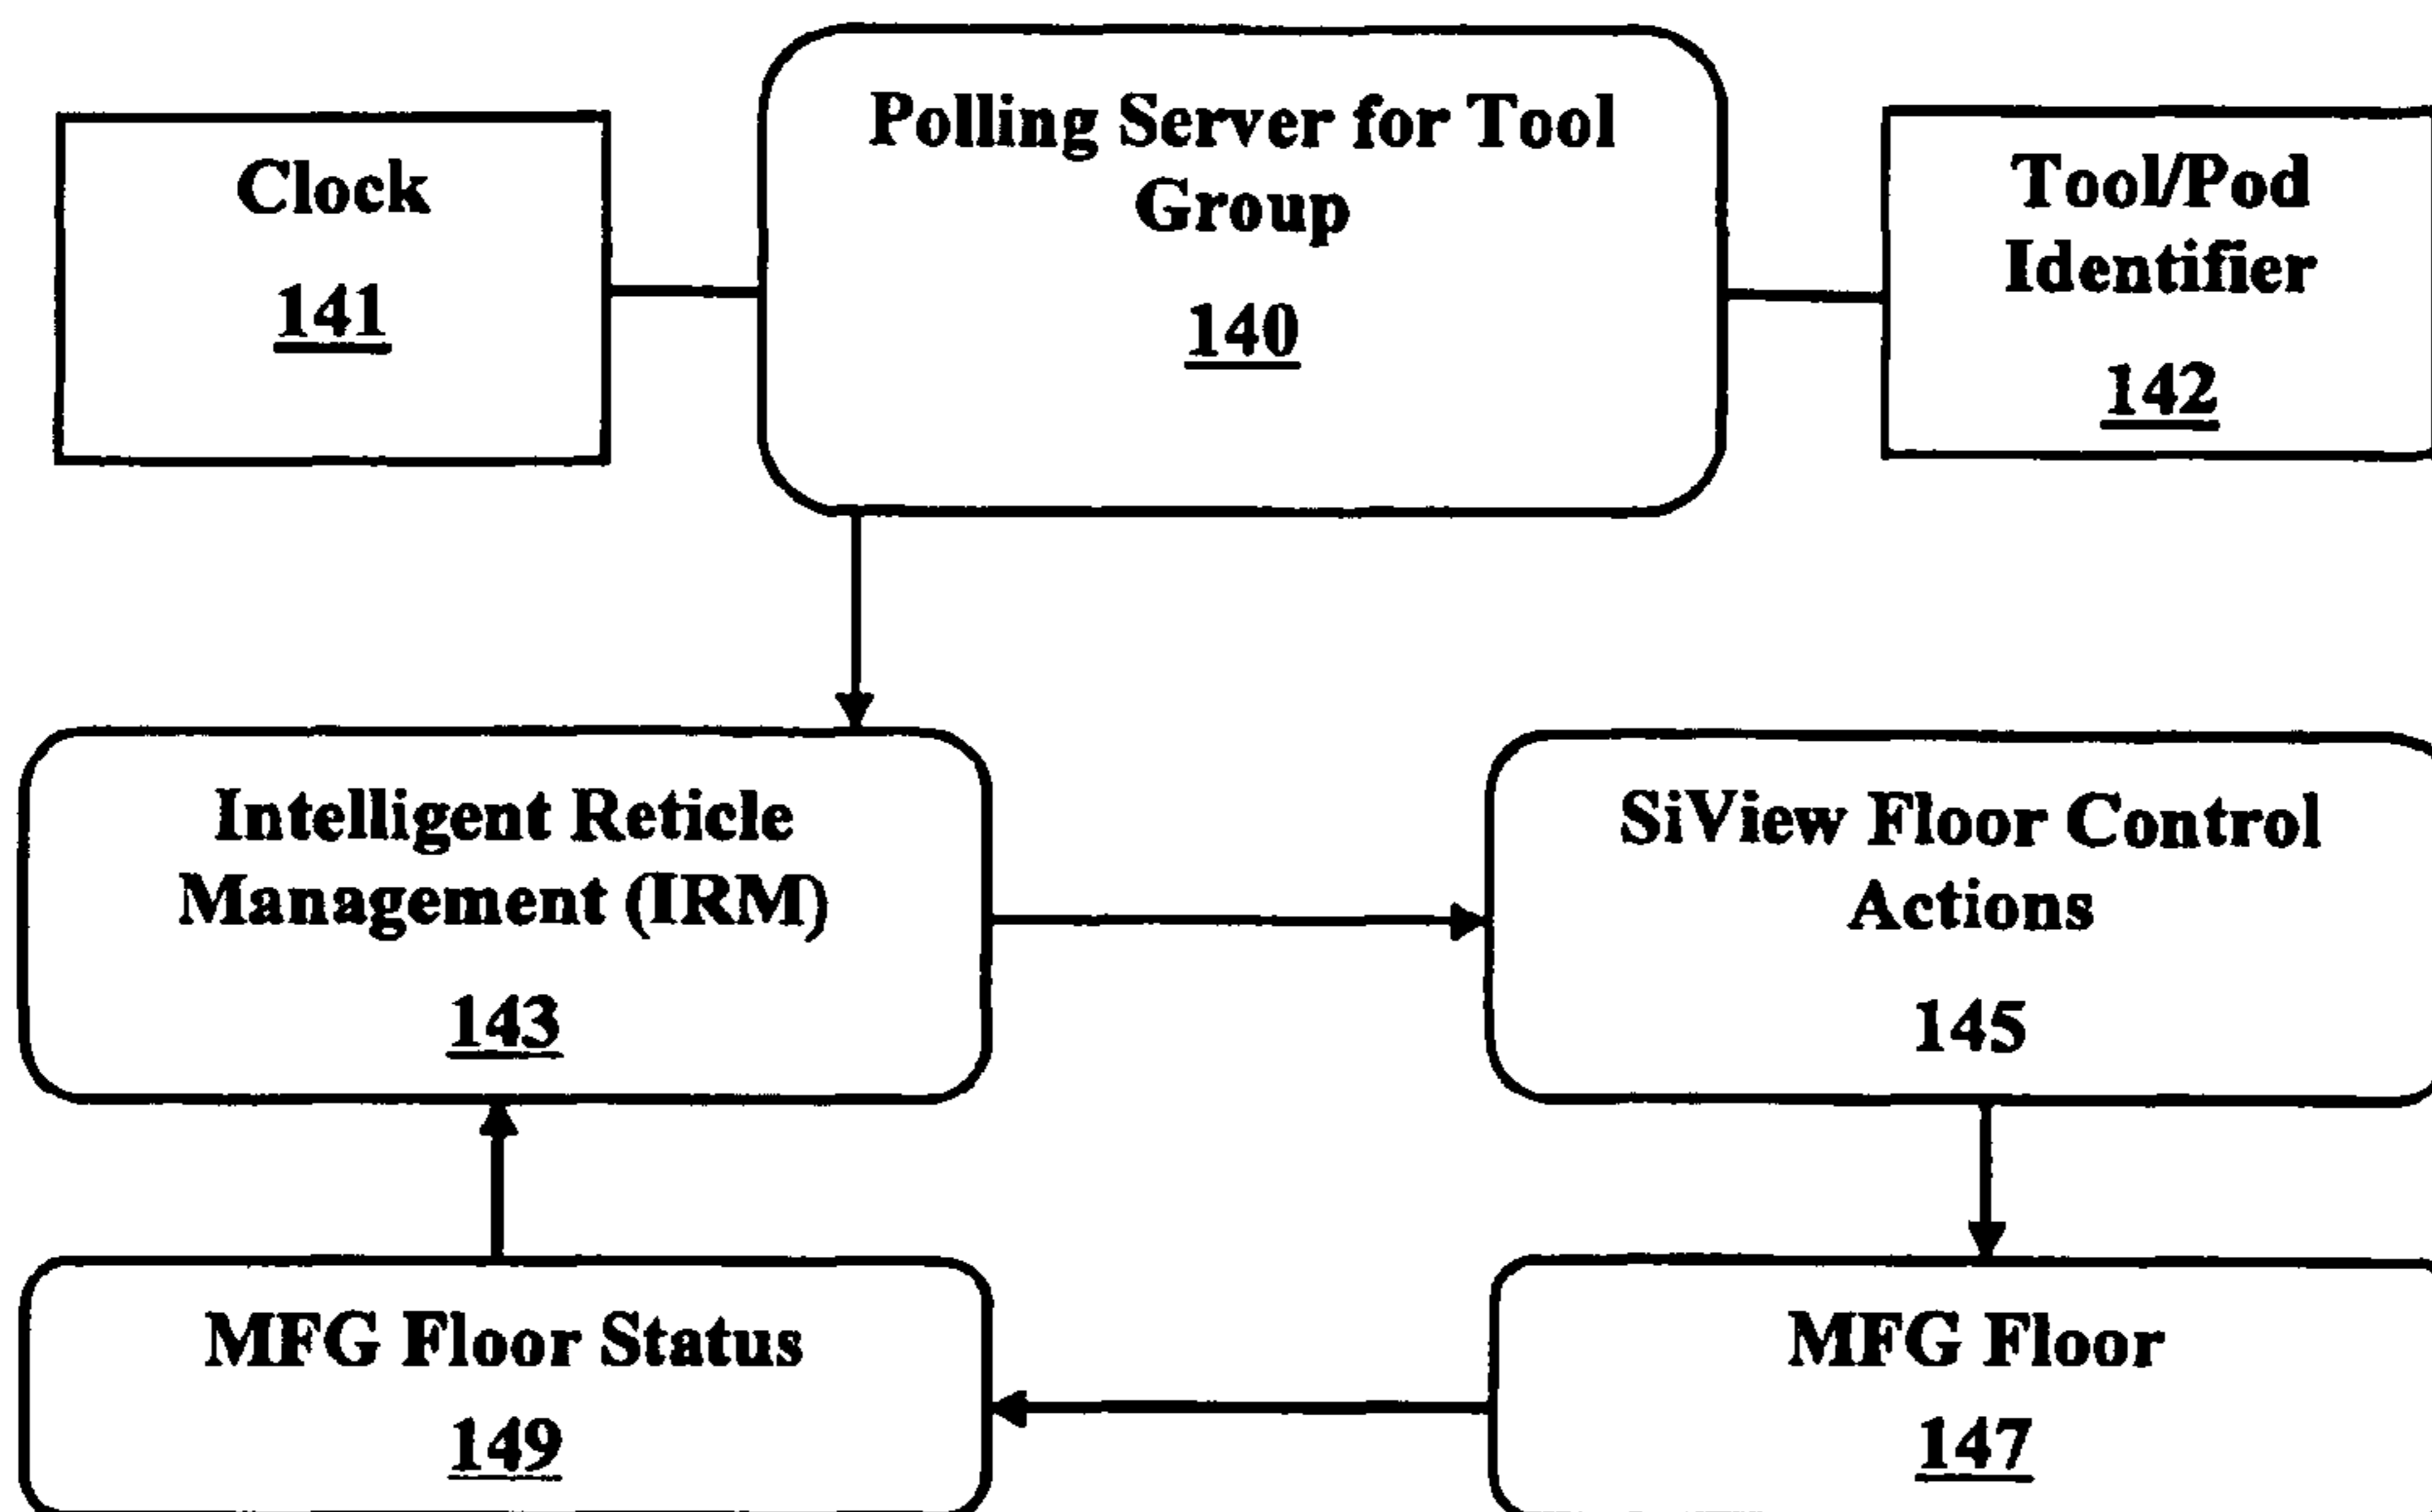 Clock
141
Polling Server for Tool
Group
140
Tool/Pod
Identifier
142
Intelligent Reticle
Management (IRM)
143
SiView Floor Control
Actions
145
MFG Floor Status
149
MFG Floor
147